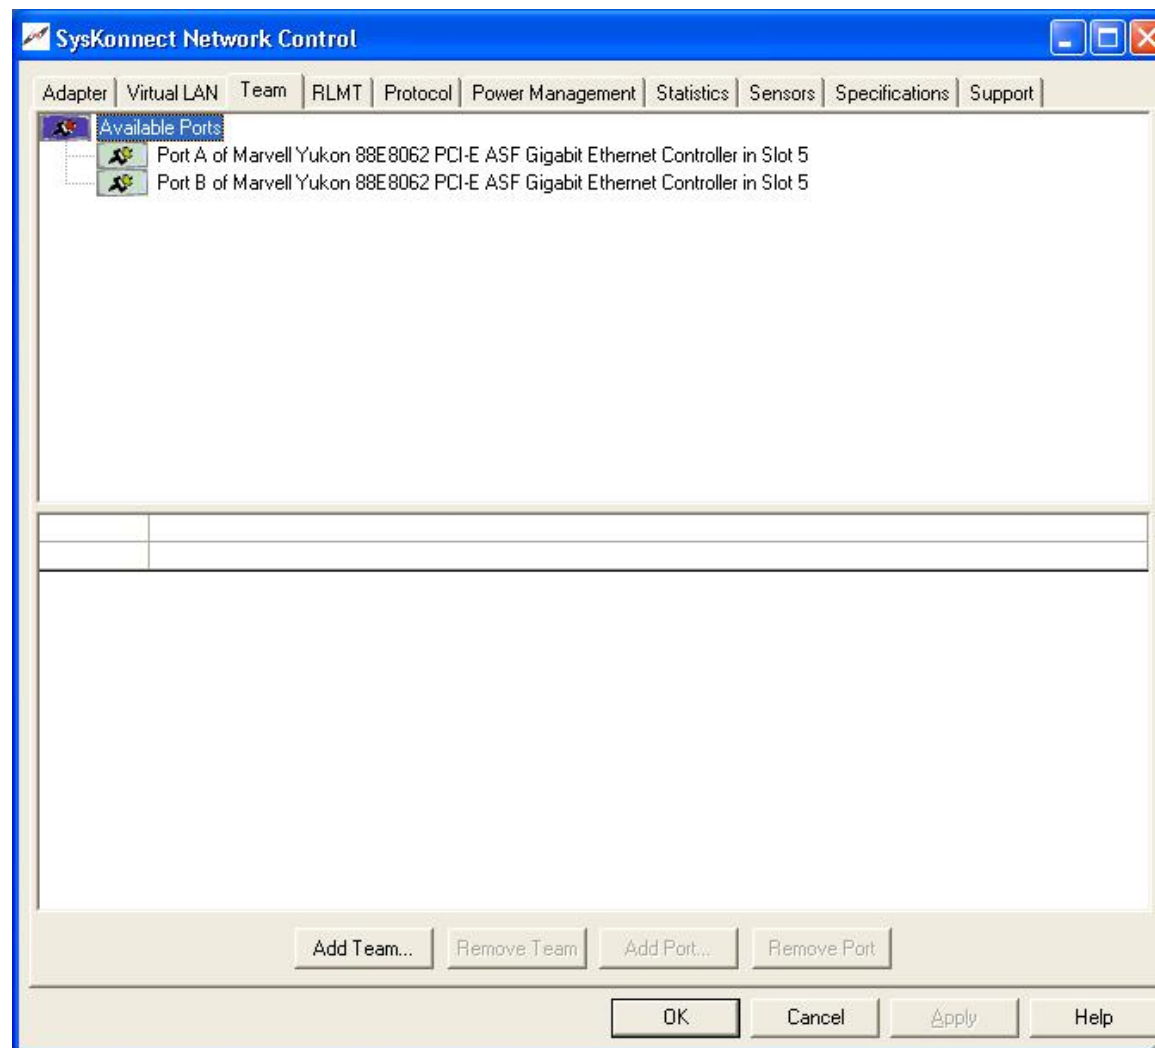 SysKonnect Network Control
Adapter Virtual LAN Team RLMT Protocol Power Management Statistics Sensors Specifications Support
Available Ports
Port A of Marvell Yukon 88E8062 PCI-E ASF Gigabit Ethernet Controller in Slot 5
Port B of Marvell Yukon 88E8062 PCI-E ASF Gigabit Ethernet Controller in Slot 5
Add Team... Remove Team Add Port... Remove Port
OK Cancel Apply Help